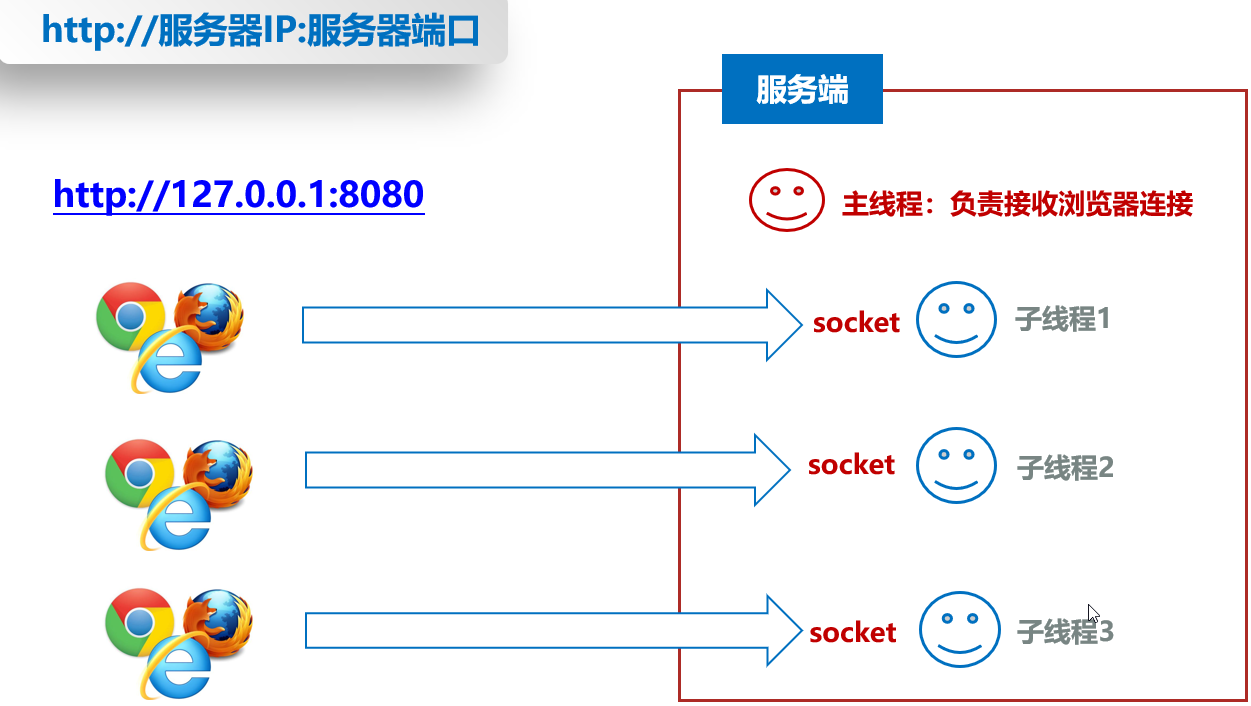 http://服务器IP:服务器端口
服务端
http://127.0.0.1:8080
主线程：负责接收浏览器连接
socket
子线程1
socket
子线程2
socket
子线程3